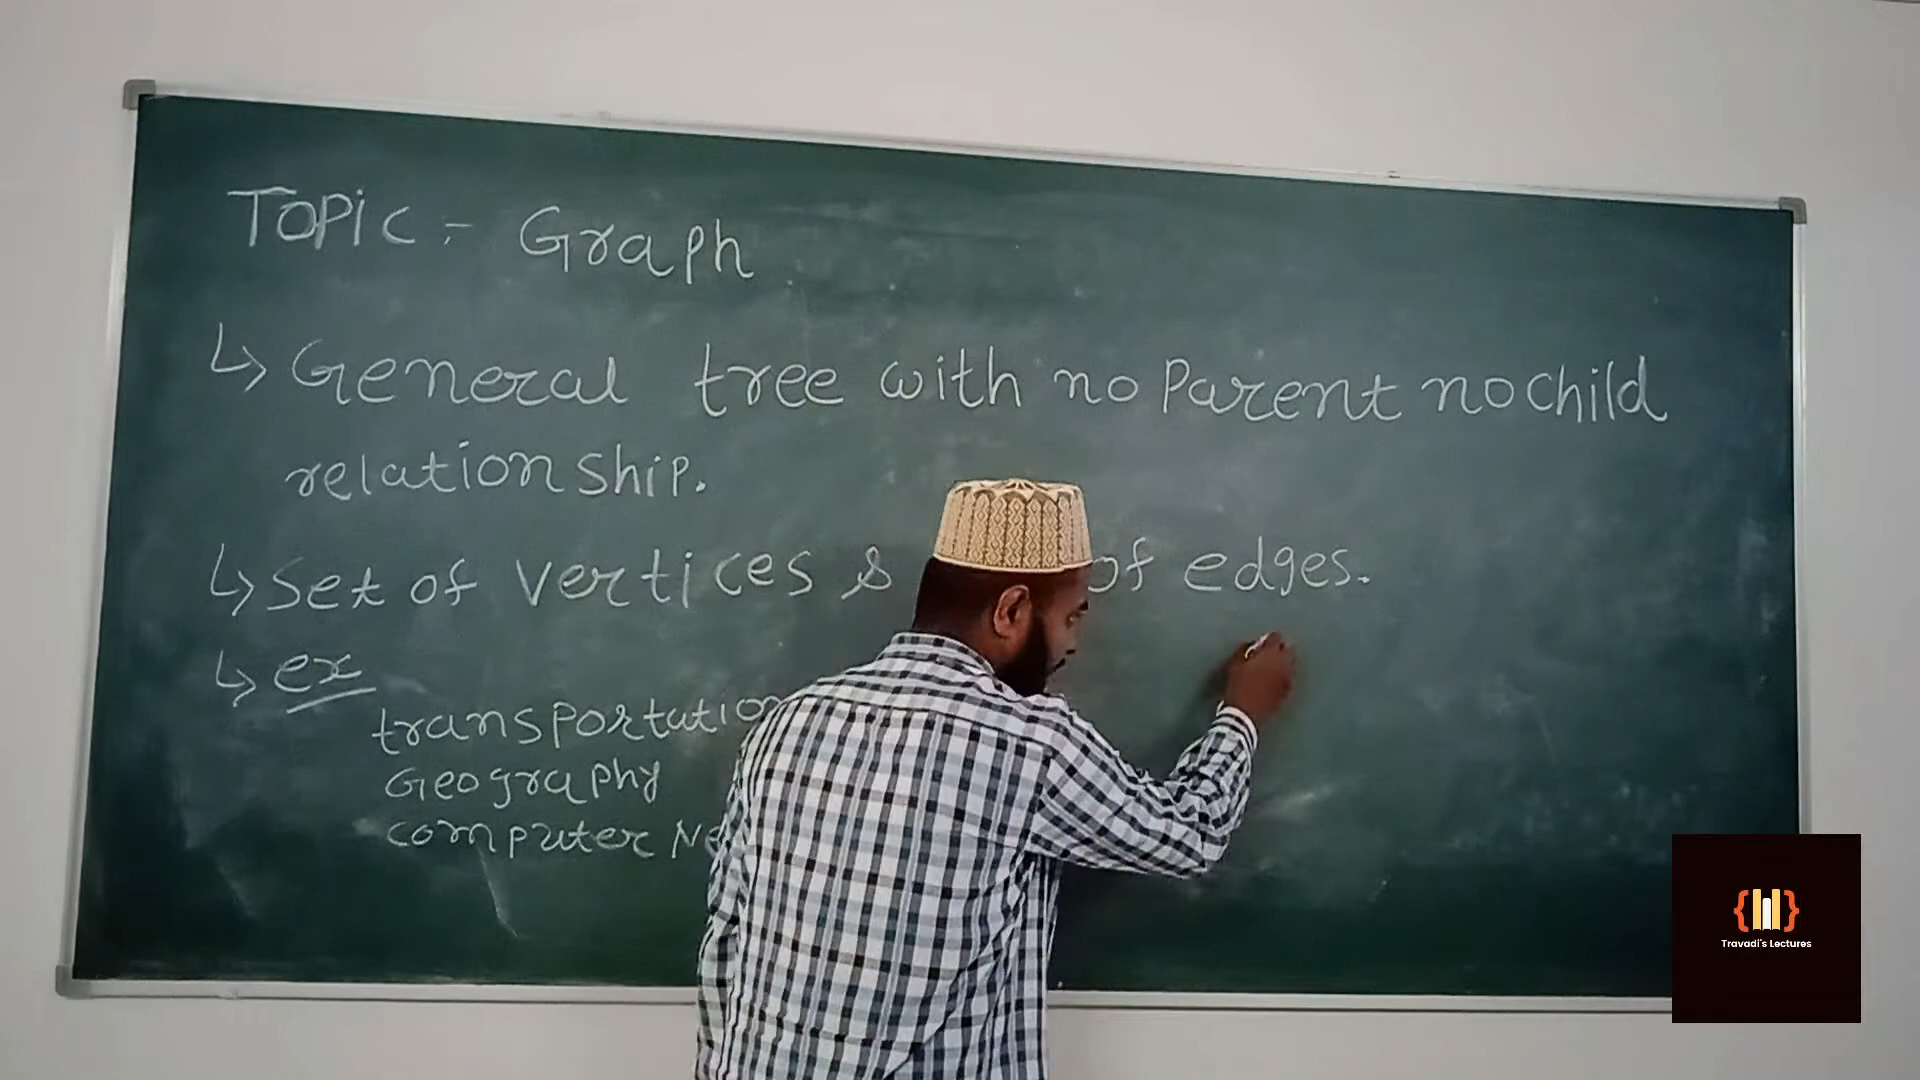 Topic :- Graph
↳ General tree with no Parent no child
relationship.
↳ Set of vertices & of edges.
↳ ex
transportation
Geography
computer
Travadi's Lectures